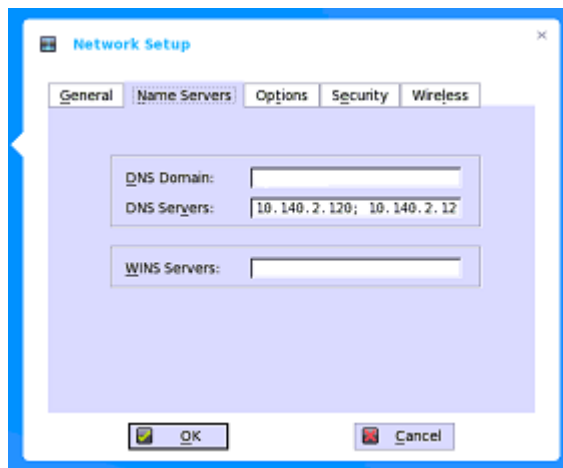 Network Setup
General Name Servers Options Security Wireless
DNS Domain:
DNS Servers: 10.140.2.120; 10.140.2.12
WINS Servers:
OK Cancel